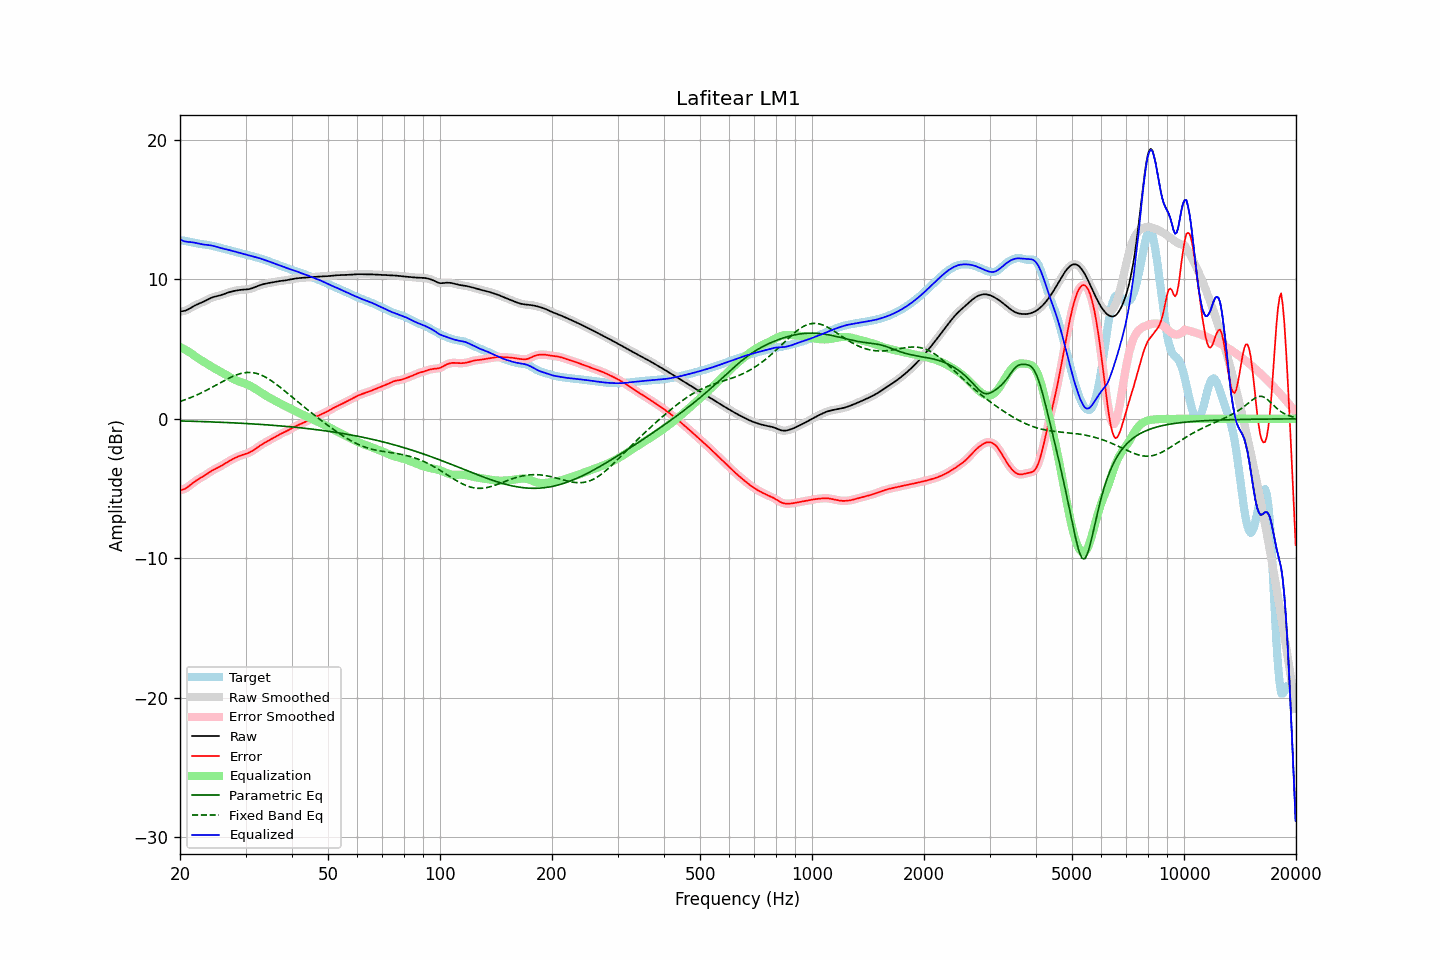 Lafitear LM1
Amplitude (dBr)
20
10
0
−10
−20
−30
Target
Raw Smoothed
Error Smoothed
Raw
Error
Equalization
Parametric Eq
Fixed Band Eq
Equalized
20 50 100 200 500 1000 2000 5000 10000 20000
Frequency (Hz)